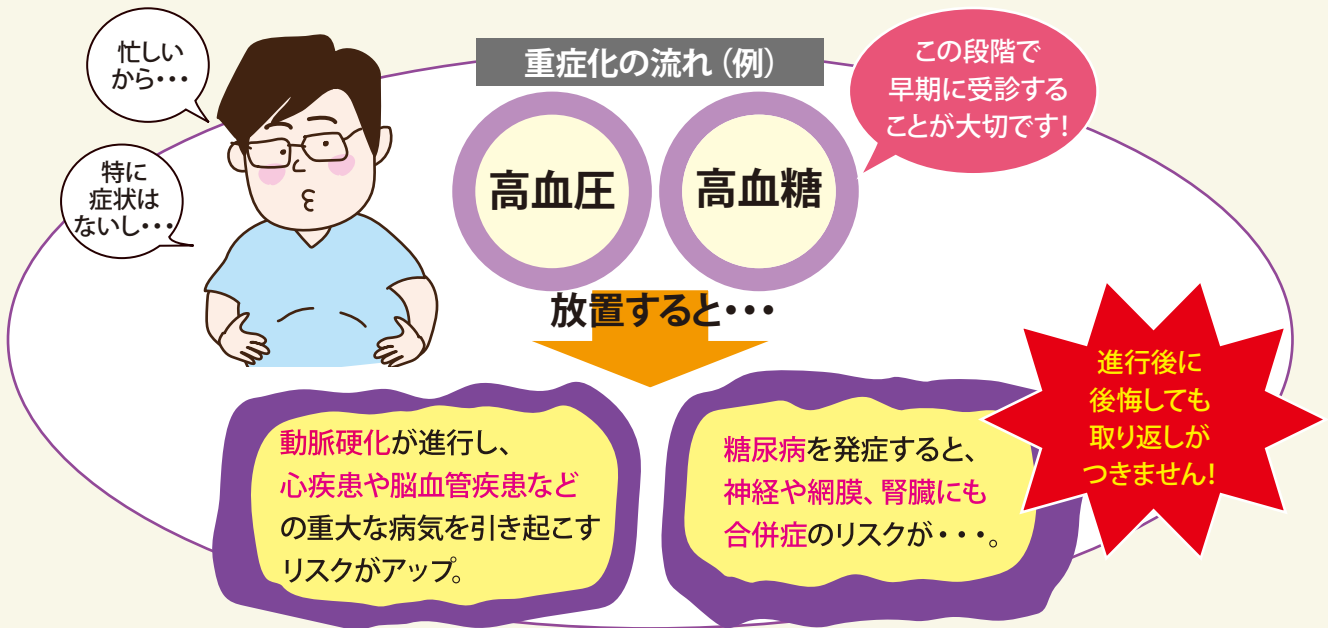 忙しい
から・・・
特に
症状は
ないし・・・
重症化の流れ（例）
高血圧
高血糖
この段階で
早期に受診する
ことが大切です！
放置すると・・・
動脈硬化が進行し、
心疾患や脳血管疾患など
の重大な病気を引き起こす
リスクがアップ。
糖尿病を発症すると、
神経や網膜、腎臓にも
合併症のリスクが・・・。
進行後に
後悔しても
取り返しが
つきません！